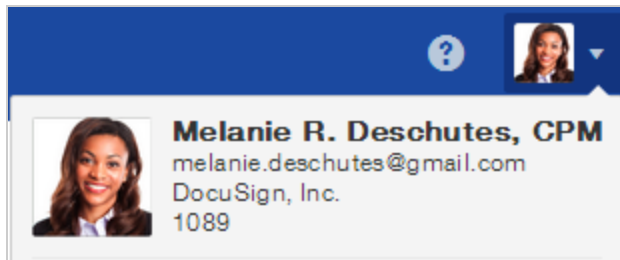 ?
Melanie R. Deschutes, CPM
melanie.deschutes@gmail.com
DocuSign, Inc.
1089